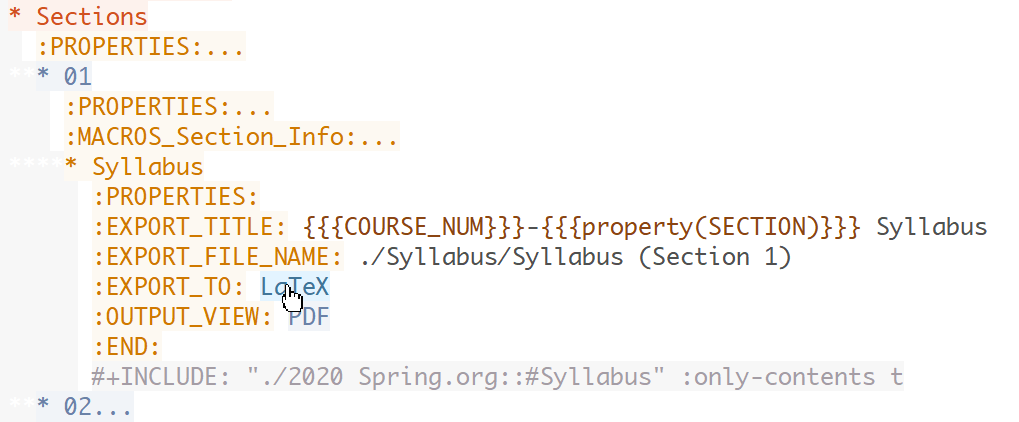 * Sections
:PROPERTIES:...
*** 01
:PROPERTIES:...
:MACROS_Section_Info:...
***** Syllabus
:PROPERTIES:
:EXPORT_TITLE: {{{COURSE_NUM}}}-{{{property(SECTION)}}} Syllabus
:EXPORT_FILE_NAME: ./Syllabus/Syllabus (Section 1)
:EXPORT_TO: LaTeX
:OUTPUT_VIEW: PDF
:END:
#+INCLUDE: "./2020 Spring.org::#Syllabus" :only-contents t
*** 02...